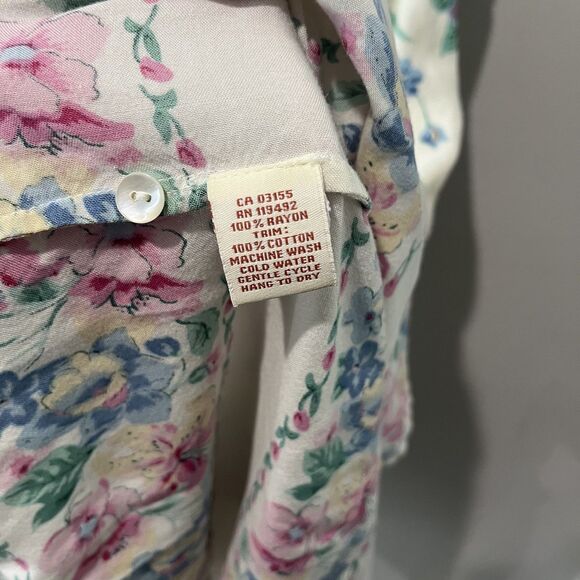 CA 03155
RN 119492
100% RAYON
TRIM:
100% COTTON
MACHINE WASH
COLD WATER
GENTLE CYCLE
HANG TO DRY